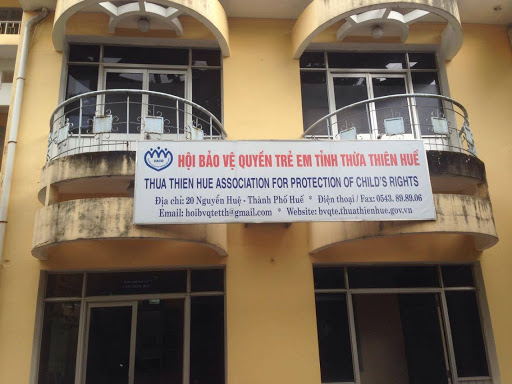 HỘI BẢO VỆ QUYỀN TRẺ EM TỈNH THỪA THIÊN HUẾ
THUA THIEN HUE ASSOCIATION FOR PROTECTION OF CHILD'S RIGHTS
Địa chỉ: 20 Nguyễn Huệ - Thành Phố Huế * Điện thoại / Fax: 0543. 89.89.06
Email: hoibvqtetth@gmail.com * Website: bvqte.thuathienhue.gov.vn